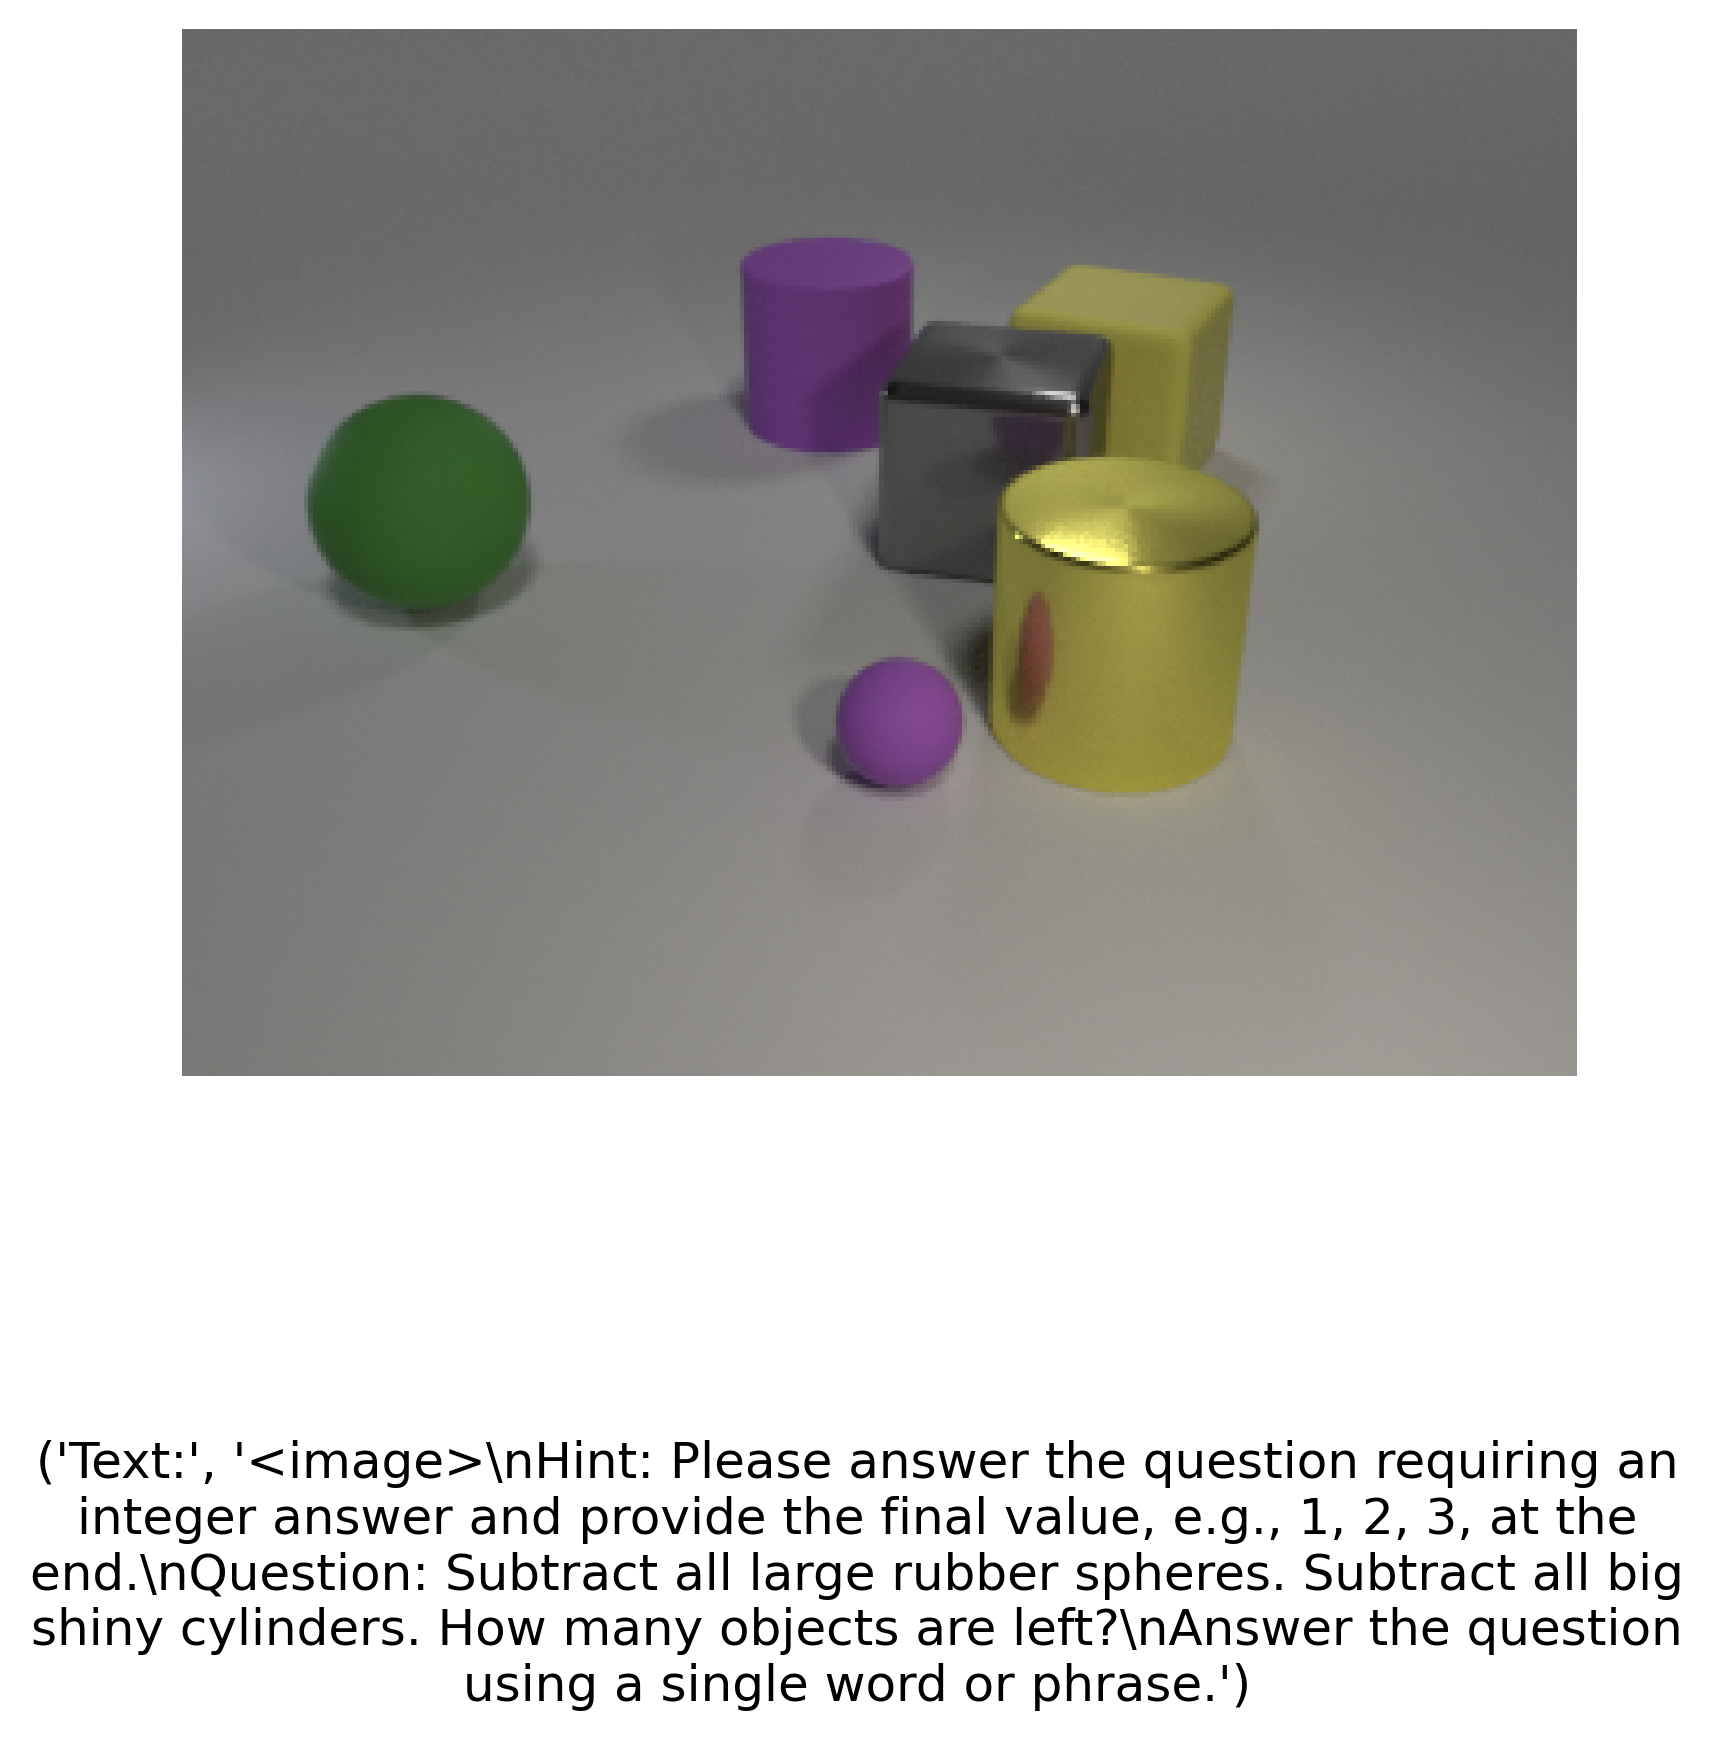 ('Text:', '<image>\nHint: Please answer the question requiring an
integer answer and provide the final value, e.g., 1, 2, 3, at the
end.\nQuestion: Subtract all large rubber spheres. Subtract all big
shiny cylinders. How many objects are left?\nAnswer the question
using a single word or phrase.')